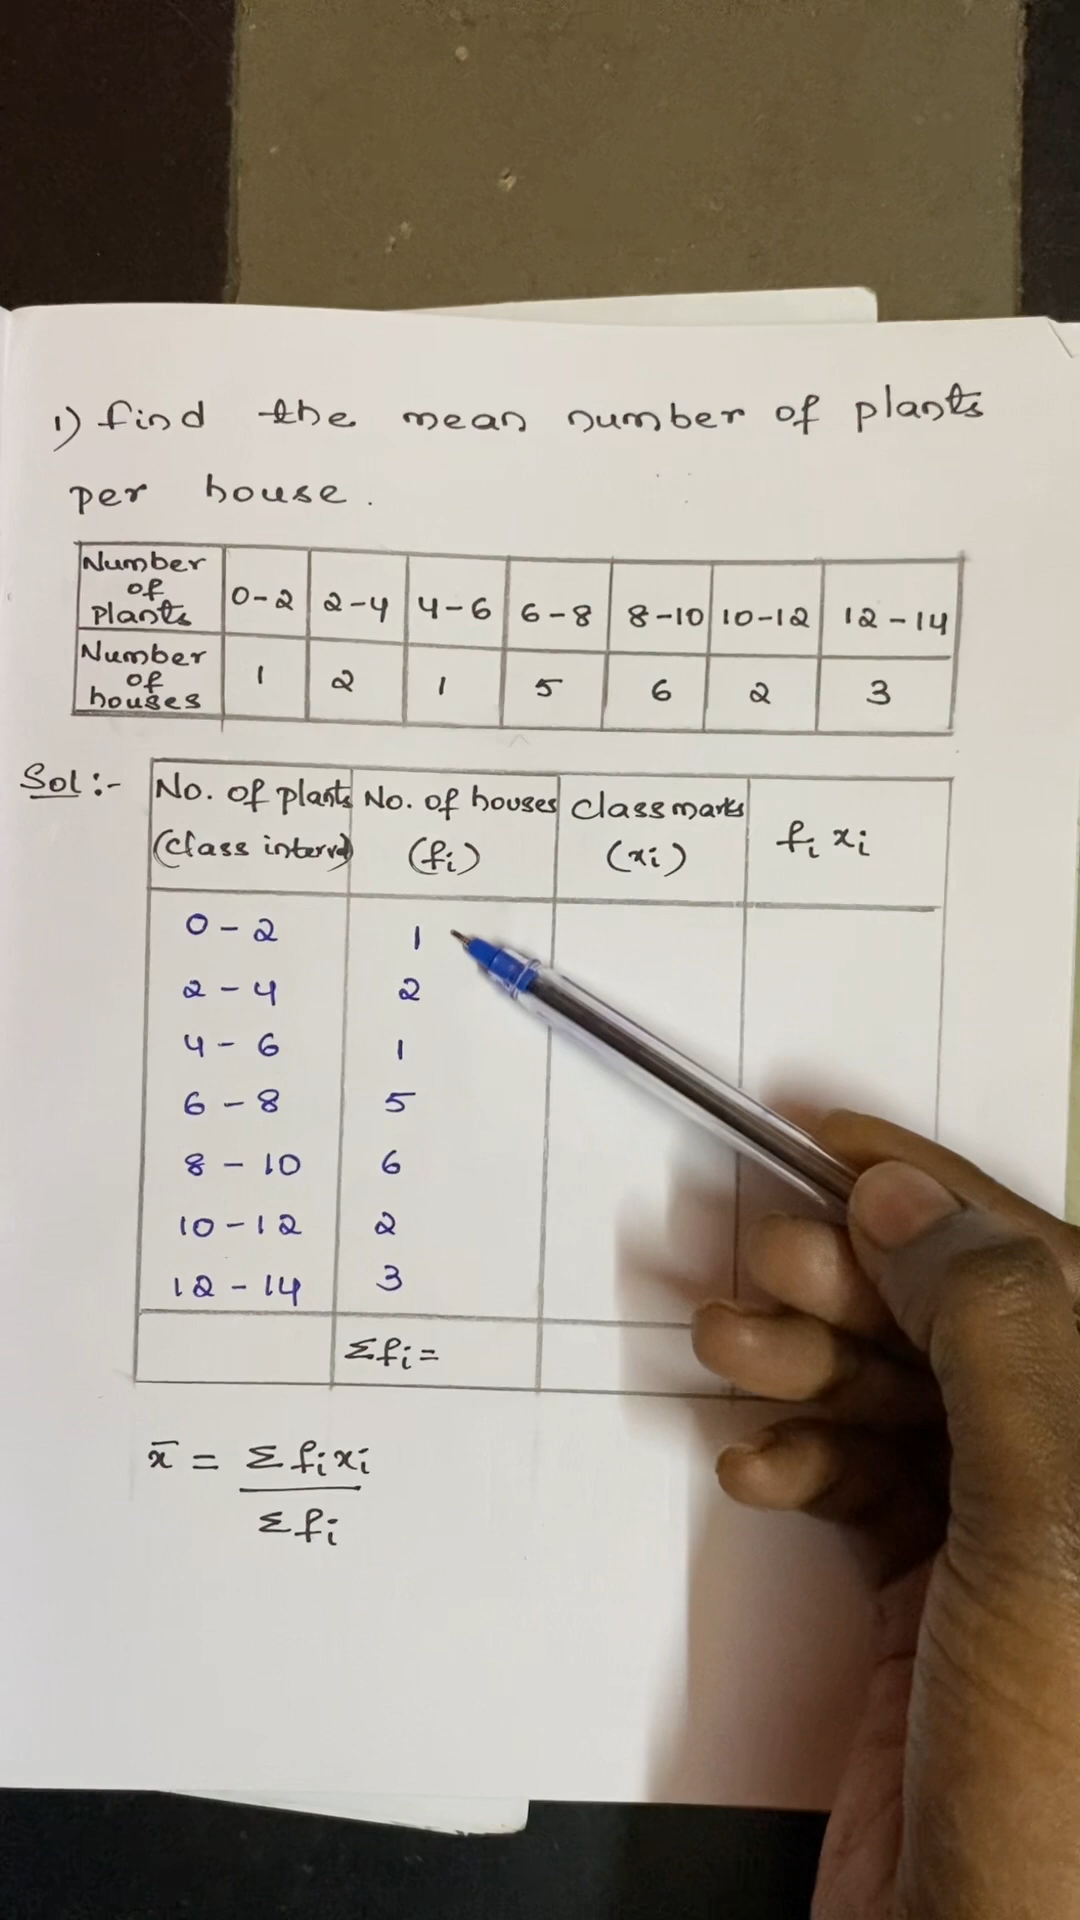 1) find the mean number of plants
per house.
Number of plants 0-2 2-4 4-6 6-8 8-10 10-12 12-14
Number of houses 1 2 1 5 6 2 3
Sol:- No. of plants (class interval) No. of houses (fi) class marks (xi) fi xi
0-2 1
2-4 2
4-6 1
6-8 5
8-10 6
10-12 2
12-14 3
Σfi=
x̄ = Σfixi
Σfi